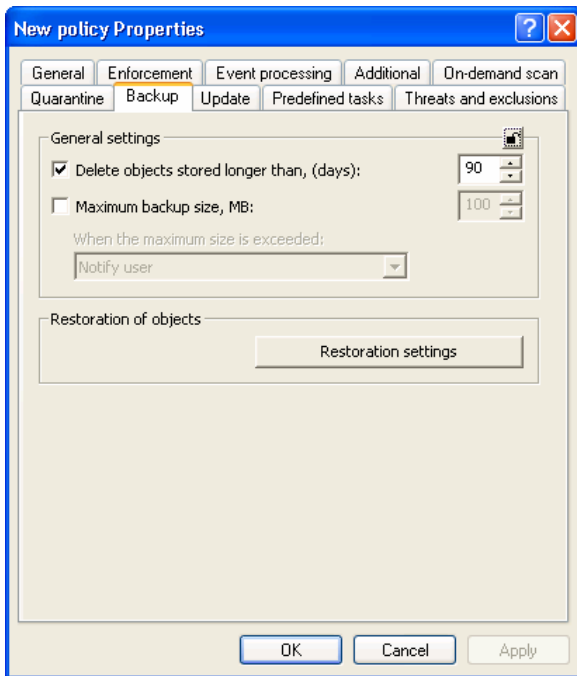 New policy Properties
General Enforcement Event processing Additional On-demand scan
Quarantine Backup Update Predefined tasks Threats and exclusions
General settings
Delete objects stored longer than, (days): 90
Maximum backup size, MB: 100
When the maximum size is exceeded:
Notify user
Restoration of objects
Restoration settings
OK Cancel Apply